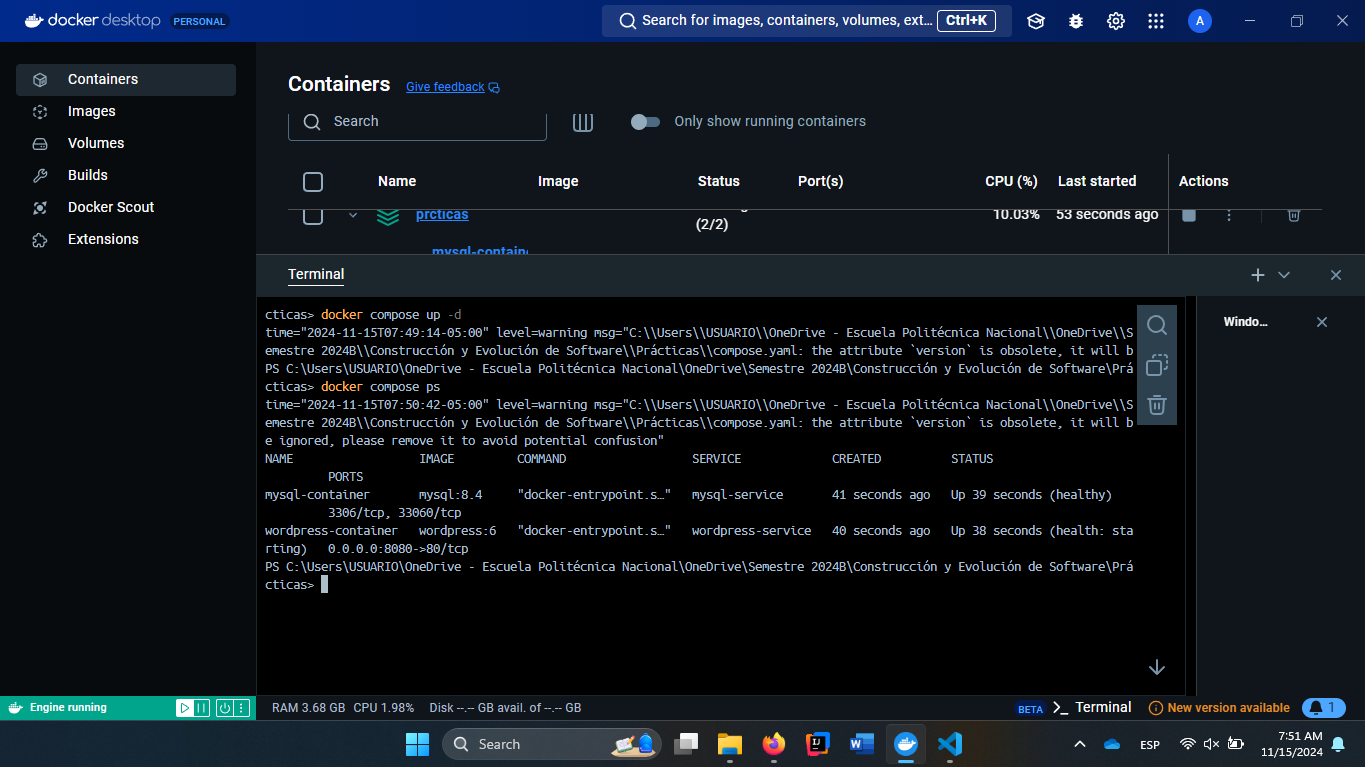 docker desktop PERSONAL
Search for images, containers, volumes, ext... Ctrl+K
A
Containers
Images
Volumes
Builds
Docker Scout
Extensions
Containers Give feedback
Search
Only show running containers
Name Image Status Port(s) CPU (%) Last started Actions
prcticas (2/2) 10.03% 53 seconds ago
mysql-contain
Terminal
Windo...
cticas> docker compose up -d
time="2024-11-15T07:49:14-05:00" level=warning msg="C:\\Users\\USUARIO\\OneDrive - Escuela Politécnica Nacional\\OneDrive\\S
emestre 2024B\\Construcción y Evolución de Software\\Prácticas\\compose.yaml: the attribute `version` is obsolete, it will b
PS C:\Users\USUARIO\OneDrive - Escuela Politécnica Nacional\OneDrive\Semestre 2024B\Construcción y Evolución de Software\Prá
cticas> docker compose ps
time="2024-11-15T07:50:42-05:00" level=warning msg="C:\\Users\\USUARIO\\OneDrive - Escuela Politécnica Nacional\\OneDrive\\S
emestre 2024B\\Construcción y Evolución de Software\\Prácticas\\compose.yaml: the attribute `version` is obsolete, it will b
e ignored, please remove it to avoid potential confusion"
NAME IMAGE COMMAND SERVICE CREATED STATUS
PORTS
mysql-container mysql:8.4 "docker-entrypoint.s…" mysql-service 41 seconds ago Up 39 seconds (healthy)
3306/tcp, 33060/tcp
wordpress-container wordpress:6 "docker-entrypoint.s…" wordpress-service 40 seconds ago Up 38 seconds (health: sta
rting) 0.0.0.0:8080->80/tcp
PS C:\Users\USUARIO\OneDrive - Escuela Politécnica Nacional\OneDrive\Semestre 2024B\Construcción y Evolución de Software\Prá
cticas>
Engine running
RAM 3.68 GB CPU 1.98% Disk --.-- GB avail. of --.-- GB
BETA >_ Terminal
New version available
1
Search
ESP
7:51 AM
11/15/2024